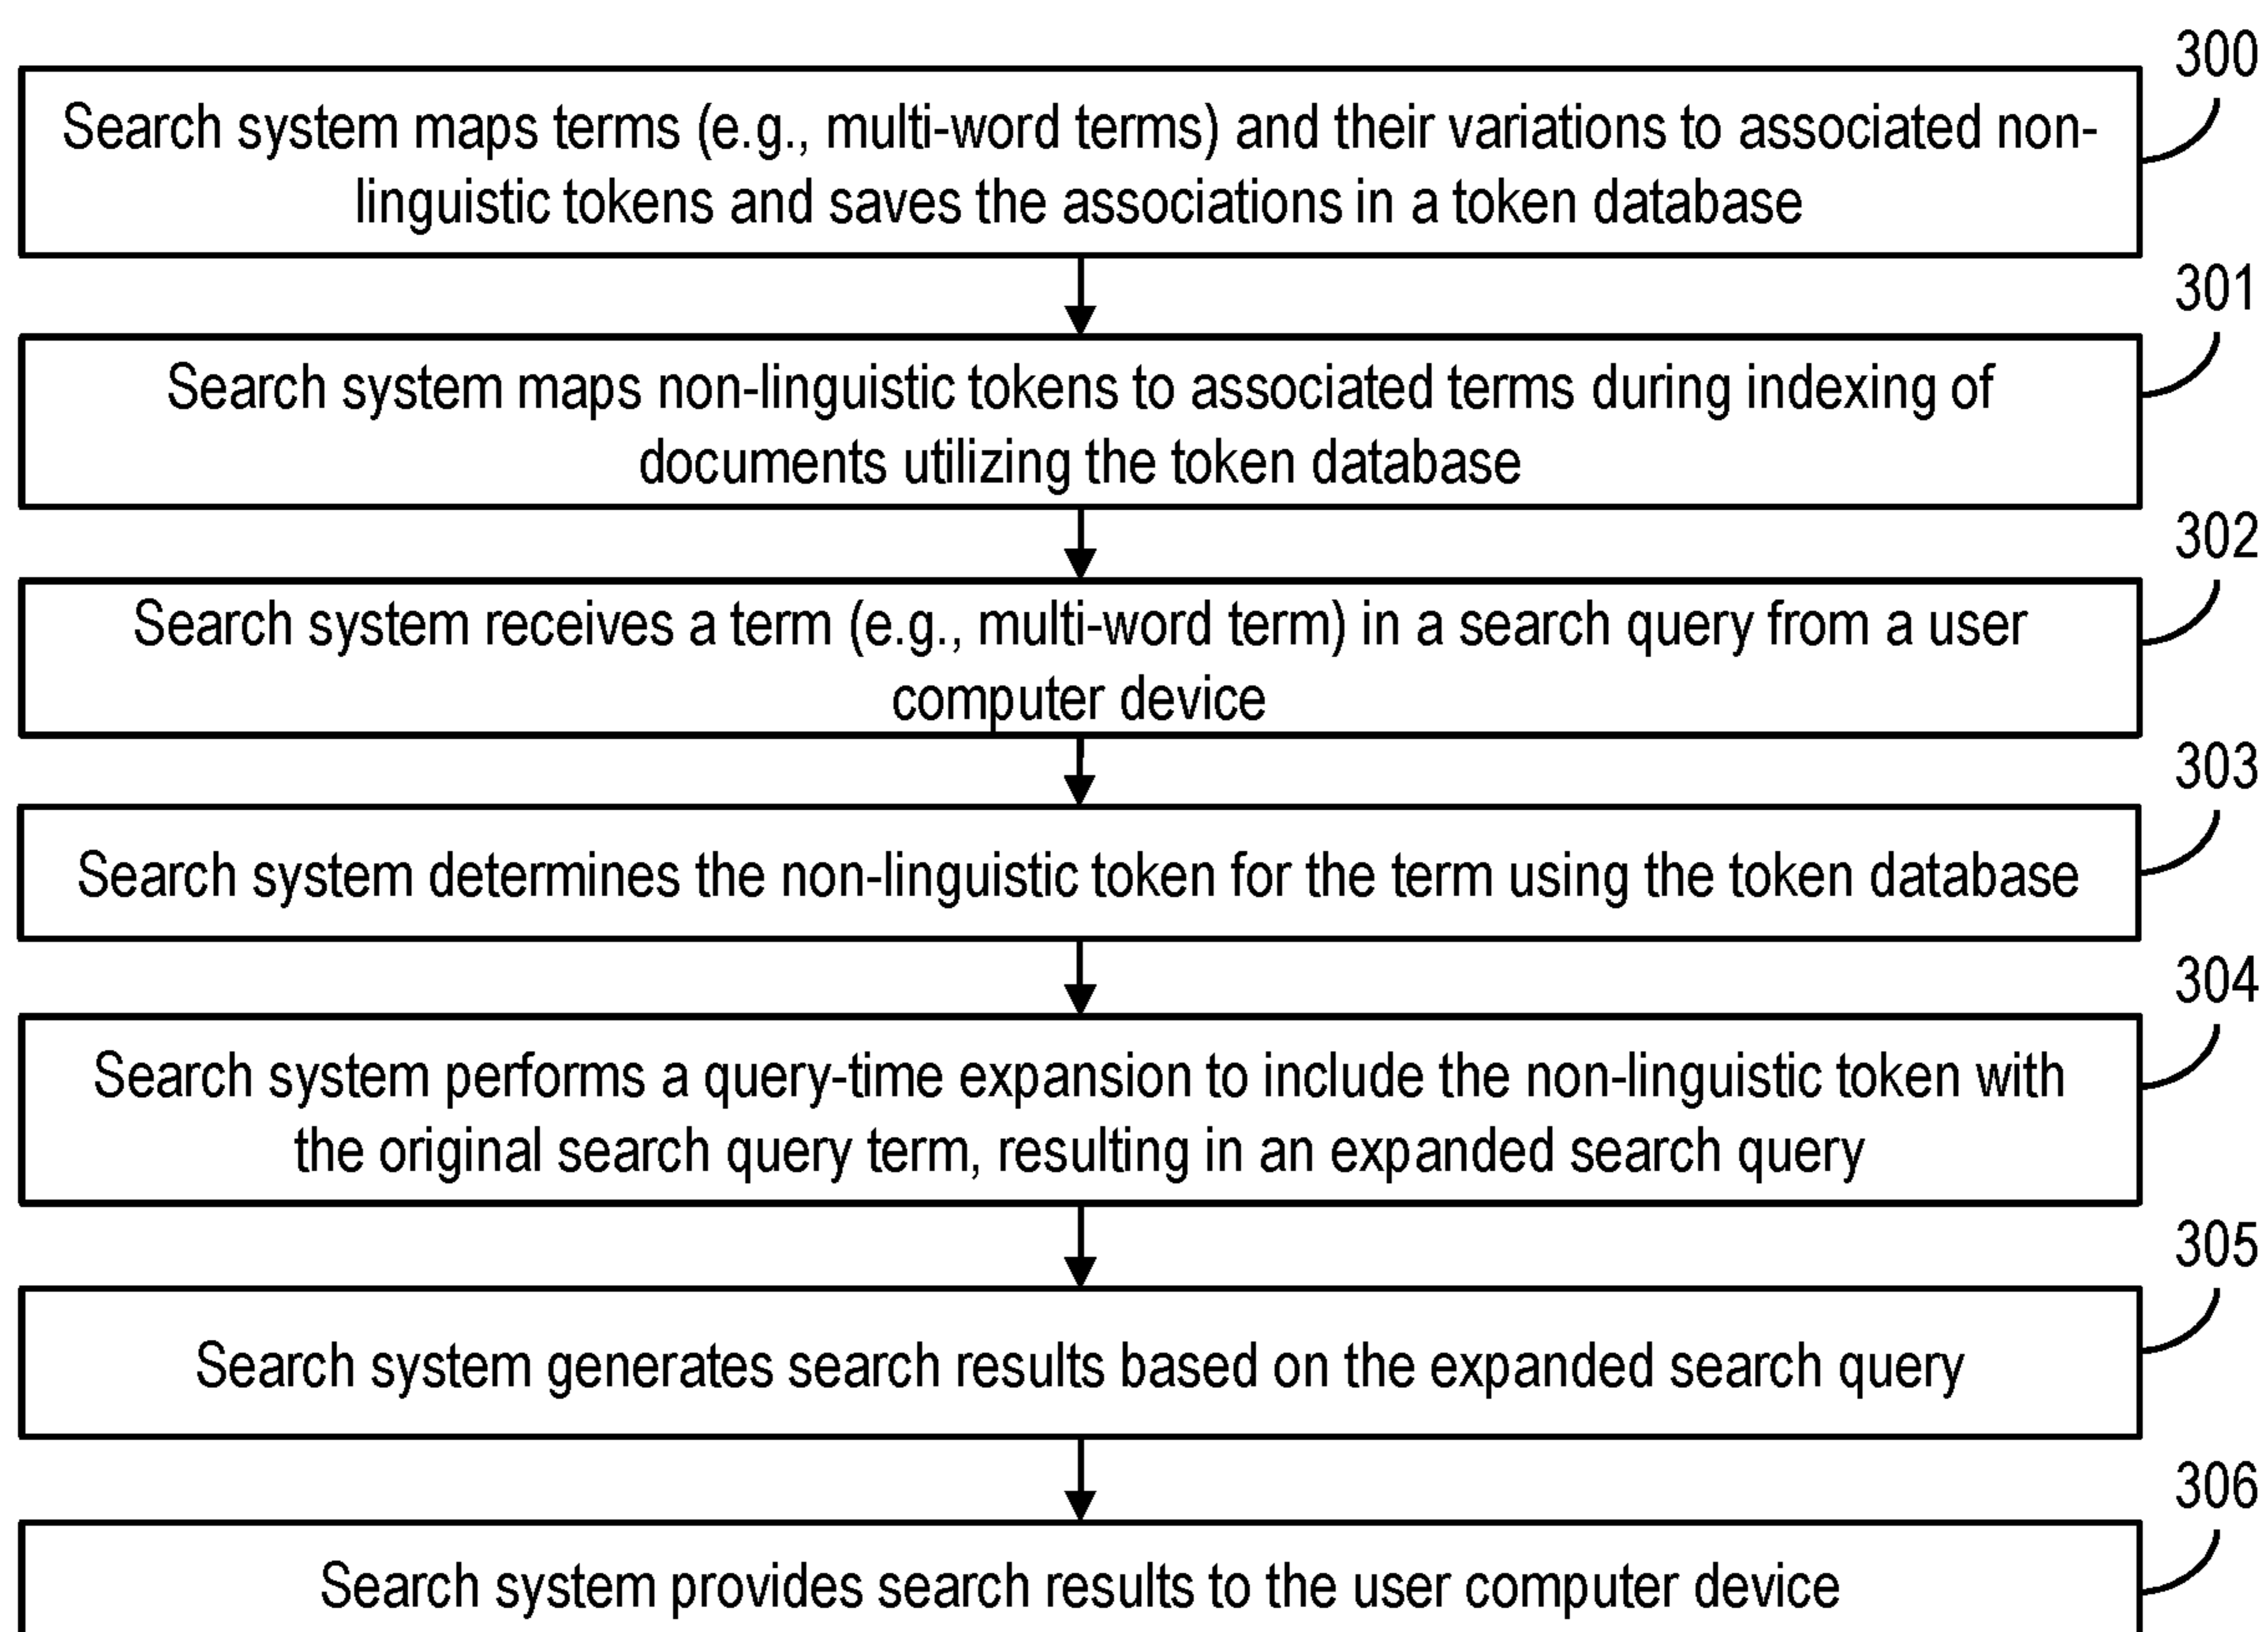 300
Search system maps terms (e.g., multi-word terms) and their variations to associated non-
linguistic tokens and saves the associations in a token database
301
Search system maps non-linguistic tokens to associated terms during indexing of
documents utilizing the token database
302
Search system receives a term (e.g., multi-word term) in a search query from a user
computer device
303
Search system determines the non-linguistic token for the term using the token database
304
Search system performs a query-time expansion to include the non-linguistic token with
the original search query term, resulting in an expanded search query
305
Search system generates search results based on the expanded search query
306
Search system provides search results to the user computer device